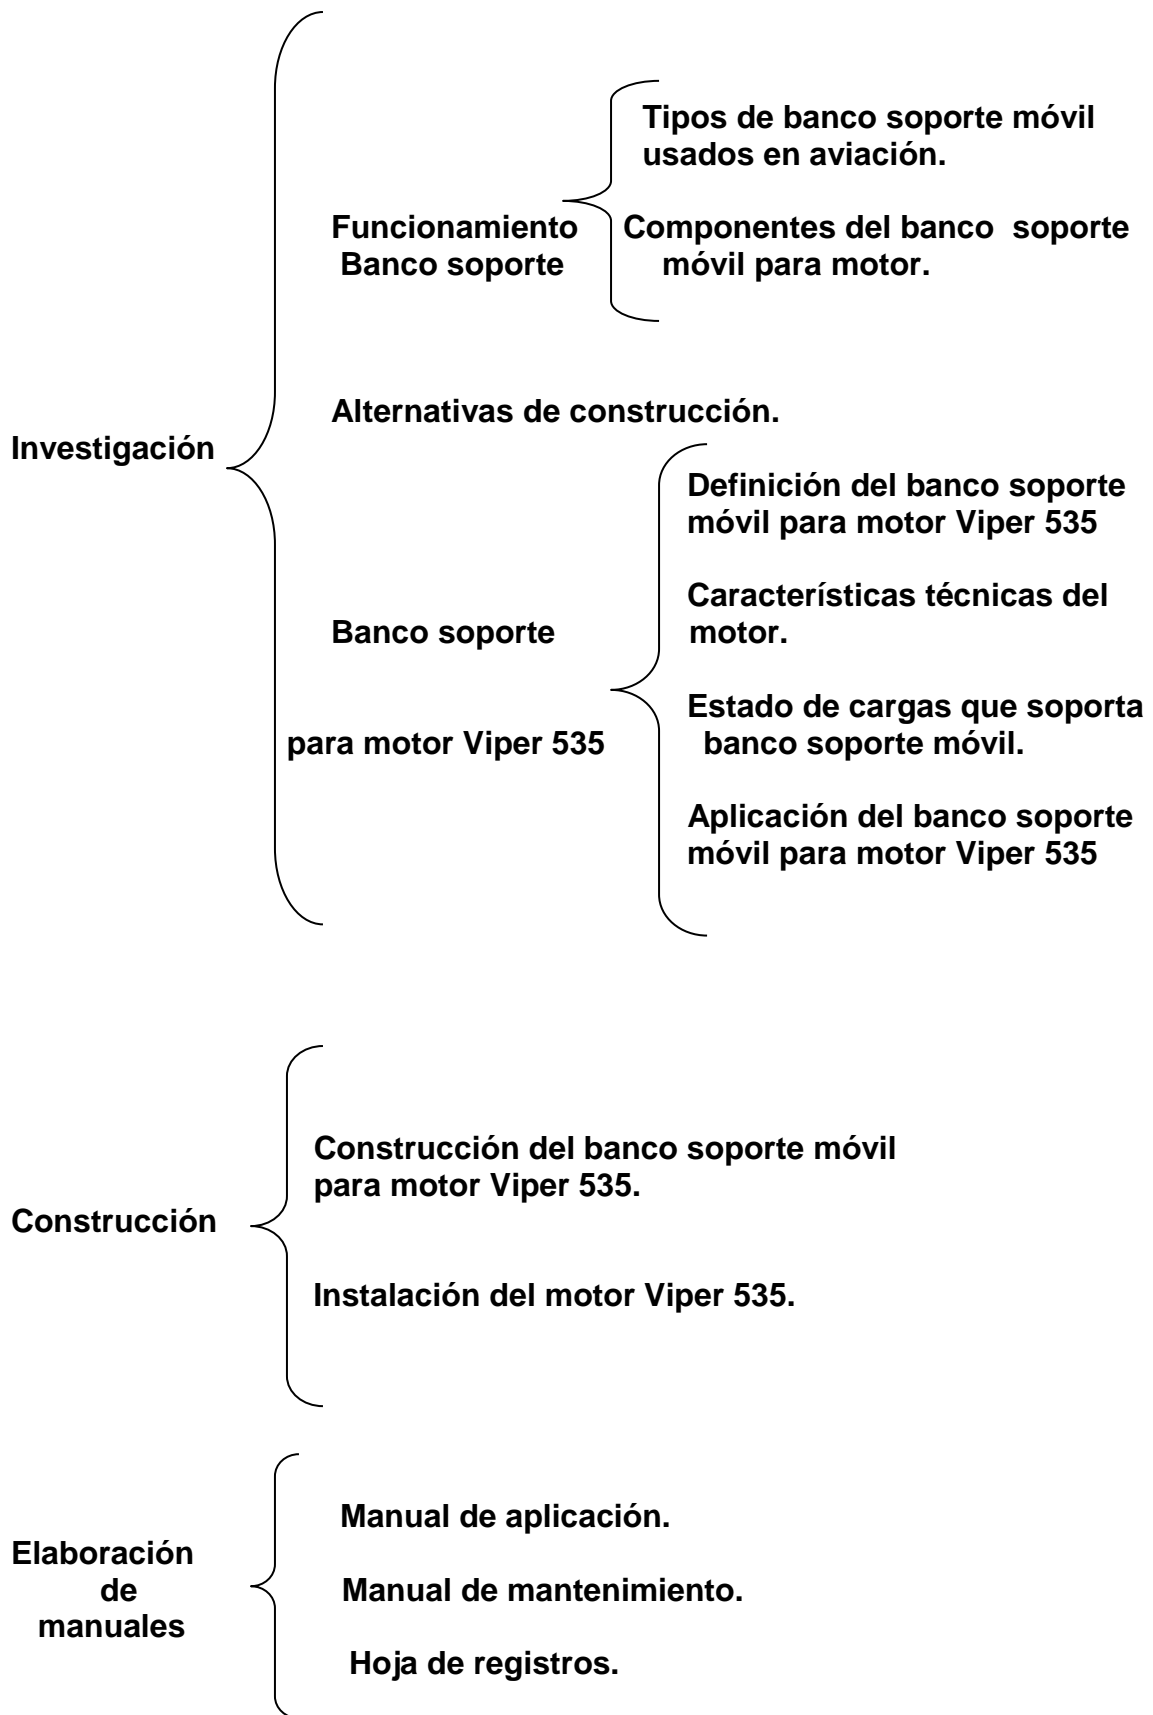 Investigación
Funcionamiento
Banco soporte
Tipos de banco soporte móvil
usados en aviación.
Componentes del banco soporte
móvil para motor.
Alternativas de construcción.
Banco soporte
para motor Viper 535
Definición del banco soporte
móvil para motor Viper 535
Característísticas técnicas del
motor.
Estado de cargas que soporta
banco soporte móvil.
Aplicación del banco soporte
móvil para motor Viper 535
Construcción
Construcción del banco soporte móvil
para motor Viper 535.
Instalación del motor Viper 535.
Elaboración
de
manuales
Manual de aplicación.
Manual de mantenimiento.
Hoja de registros.